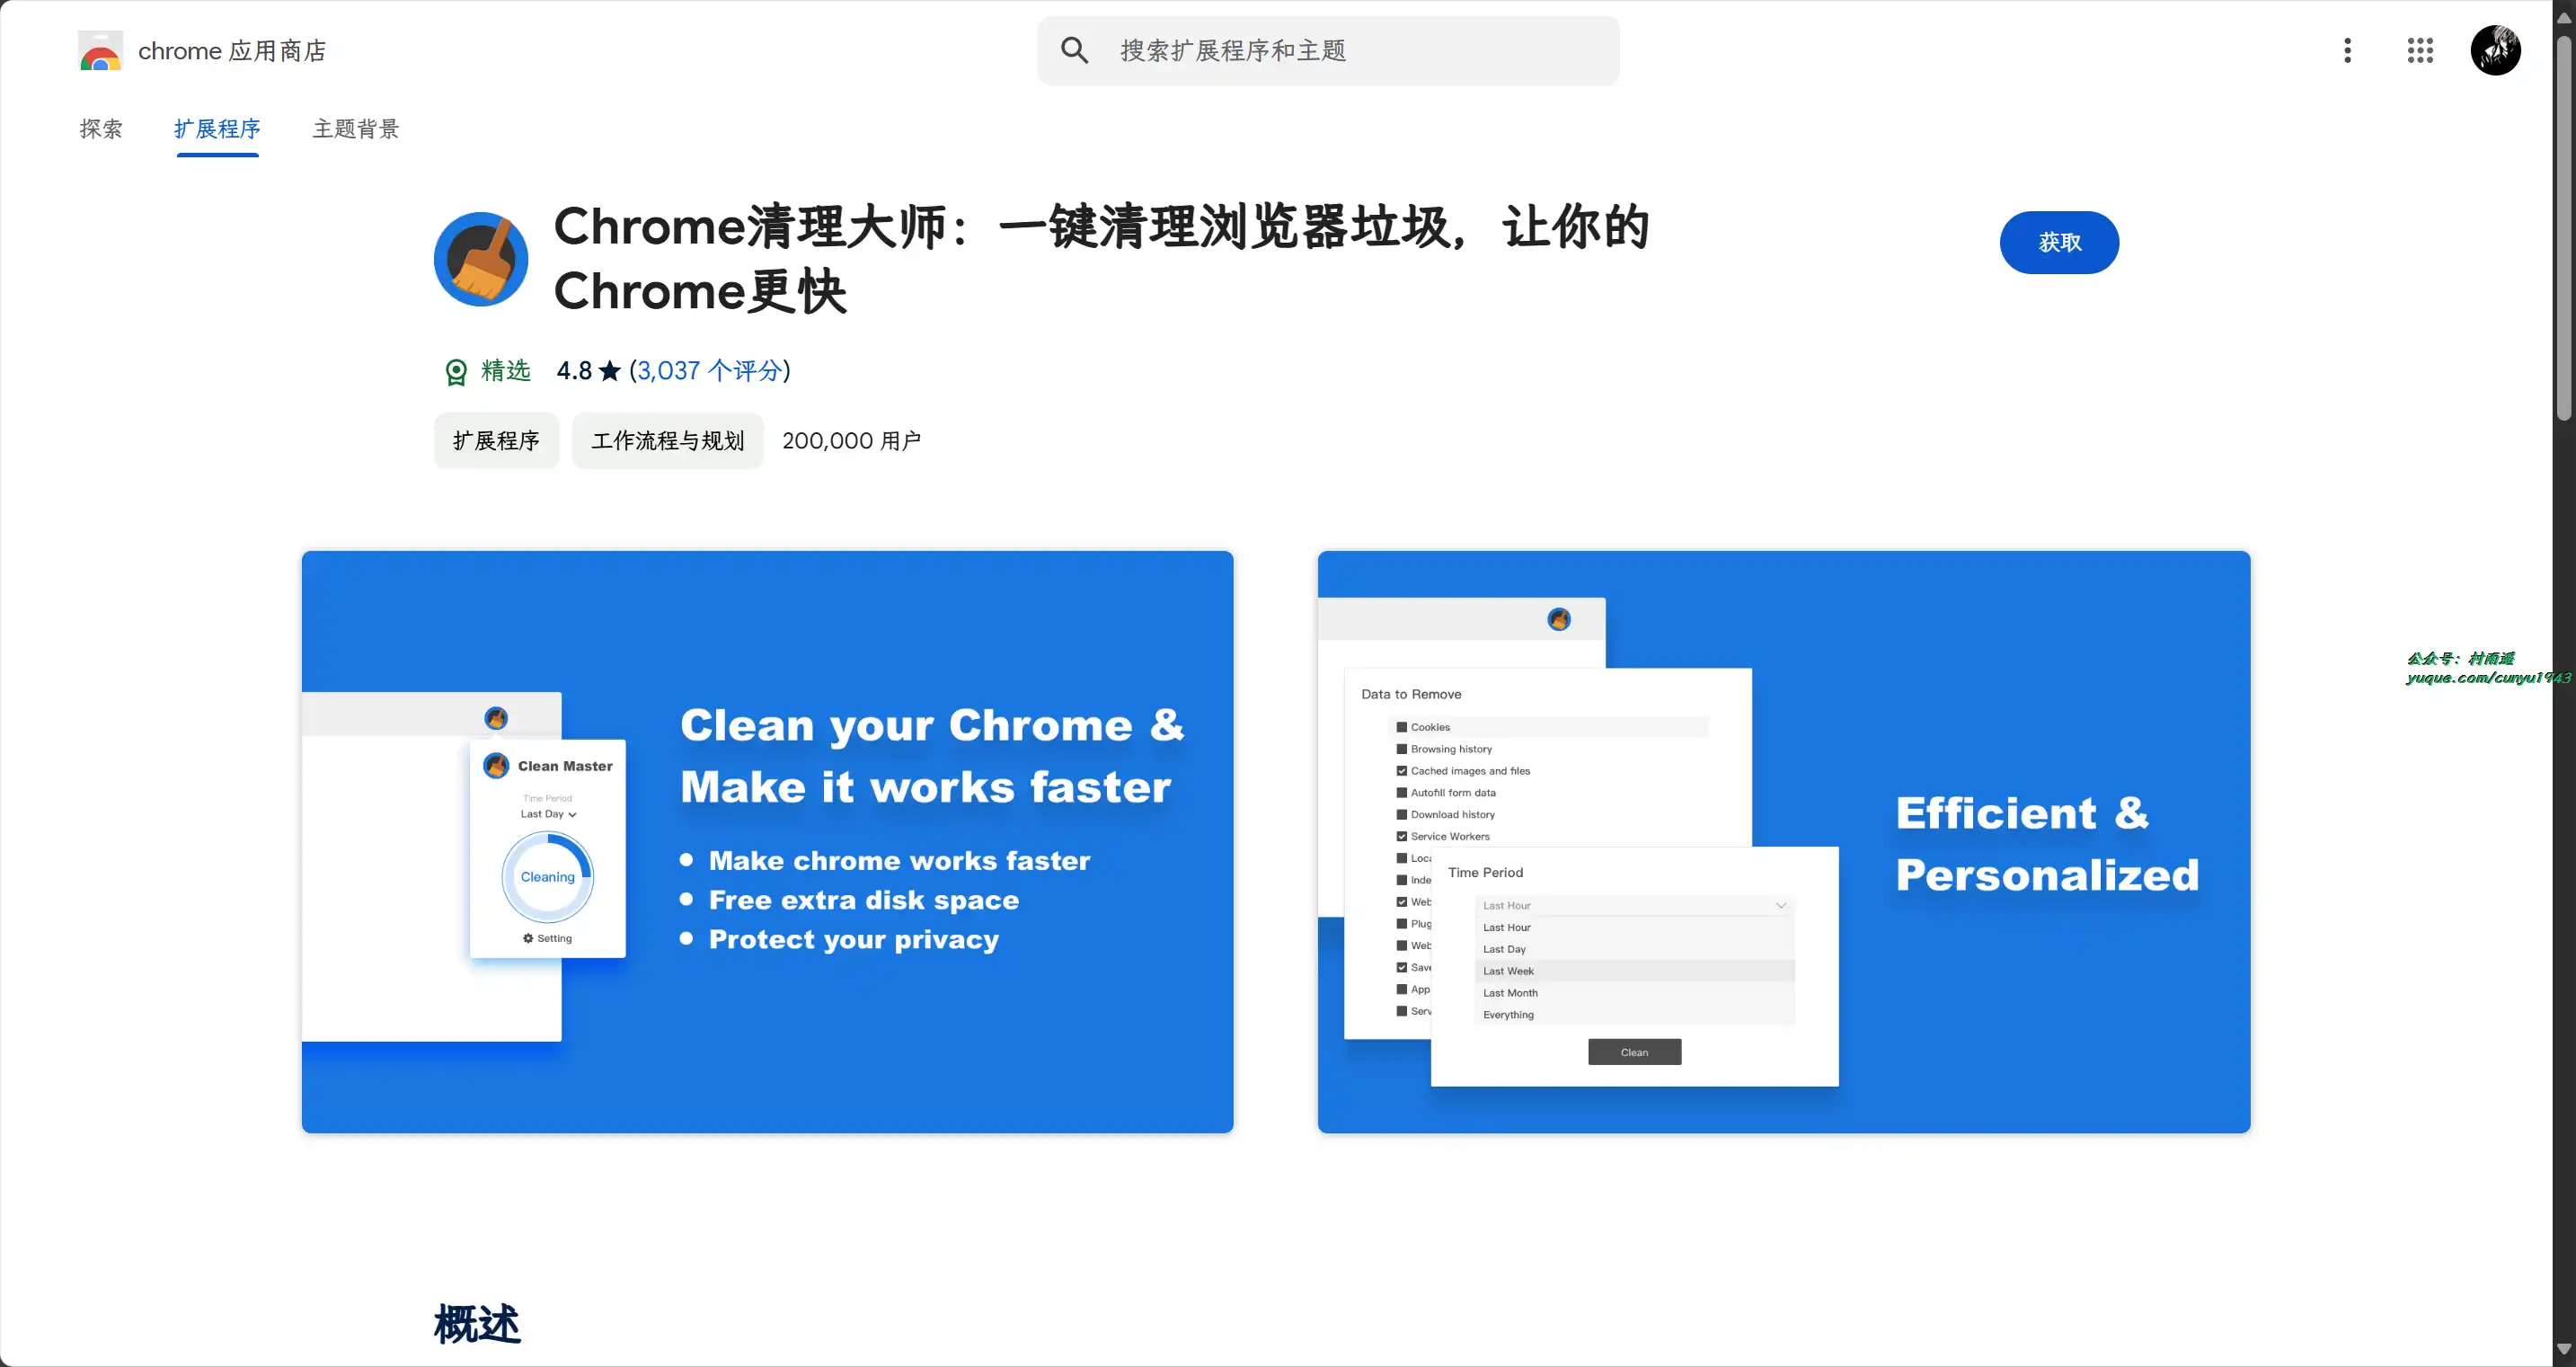 chrome 应用商店
搜索扩展程序和主题
探索
扩展程序
主题背景
Chrome清理大师：一键清理浏览器垃圾，让你的
Chrome更快
获取
精选 4.8★ (3,037 个评分)
扩展程序
工作流程与规划
200,000 用户
Clean Master
Time Period
Last Day
Cleaning
Setting
Clean your Chrome &
Make it works faster
Make chrome works faster
Free extra disk space
Protect your privacy
Data to Remove
Cookies
Browsing history
Cached images and files
Autofill form data
Download history
Service Workers
Loca
Inde
Web
Plug
Web
Save
App
Serv
Time Period
Last Hour
Last Hour
Last Day
Last Week
Last Month
Everything
Clean
Efficient &
Personalized
公众号：村雨遥
yuque.com/cunyu1943
概述